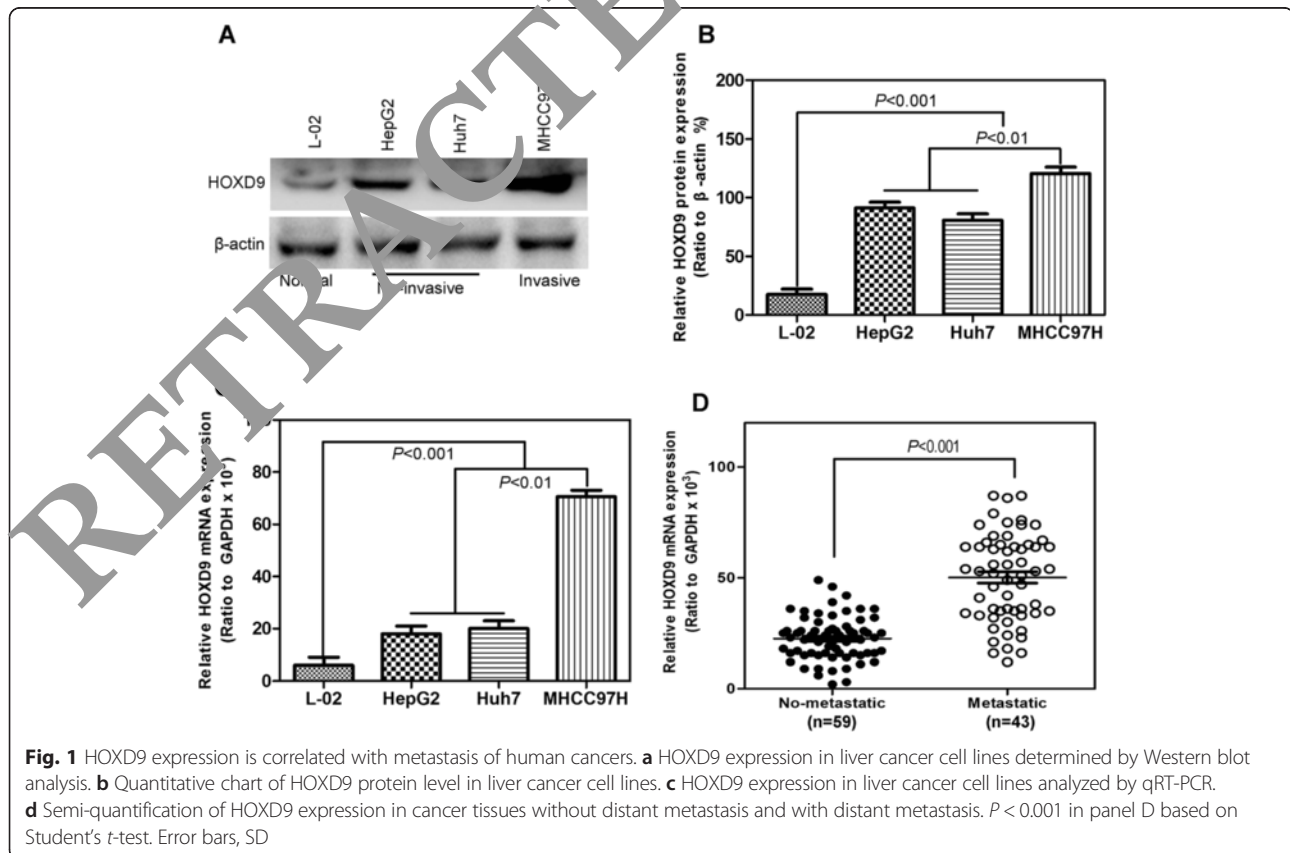 RETRACTE
A
L-02
HepG2
Huh7
HOXD9
β-actin
Invasive
B
Relative HOXD9 protein expression
(Ratio to β -actin %)
200
150
100
50
0
P<0.001
P<0.01
L-02
HepG2
Huh7
MHCC97H
Relative HOXD9 mRNA expression
(Ratio to GAPDH x 10
80
60
40
20
0
P<0.001
P<0.01
L-02
HepG2
Huh7
MHCC97H
D
Relative HOXD9 mRNA expression
(Ratio to GAPDH x 10³)
100
50
0
P<0.001
No-metastatic
(n=59)
Metastatic
(n=43)
Fig. 1 HOXD9 expression is correlated with metastasis of human cancers. a HOXD9 expression in liver cancer cell lines determined by Western blot
analysis. b Quantitative chart of HOXD9 protein level in liver cancer cell lines. c HOXD9 expression in liver cancer cell lines analyzed by qRT-PCR.
d Semi-quantification of HOXD9 expression in cancer tissues without distant metastasis and with distant metastasis. P < 0.001 in panel D based on
Student's t-test. Error bars, SD